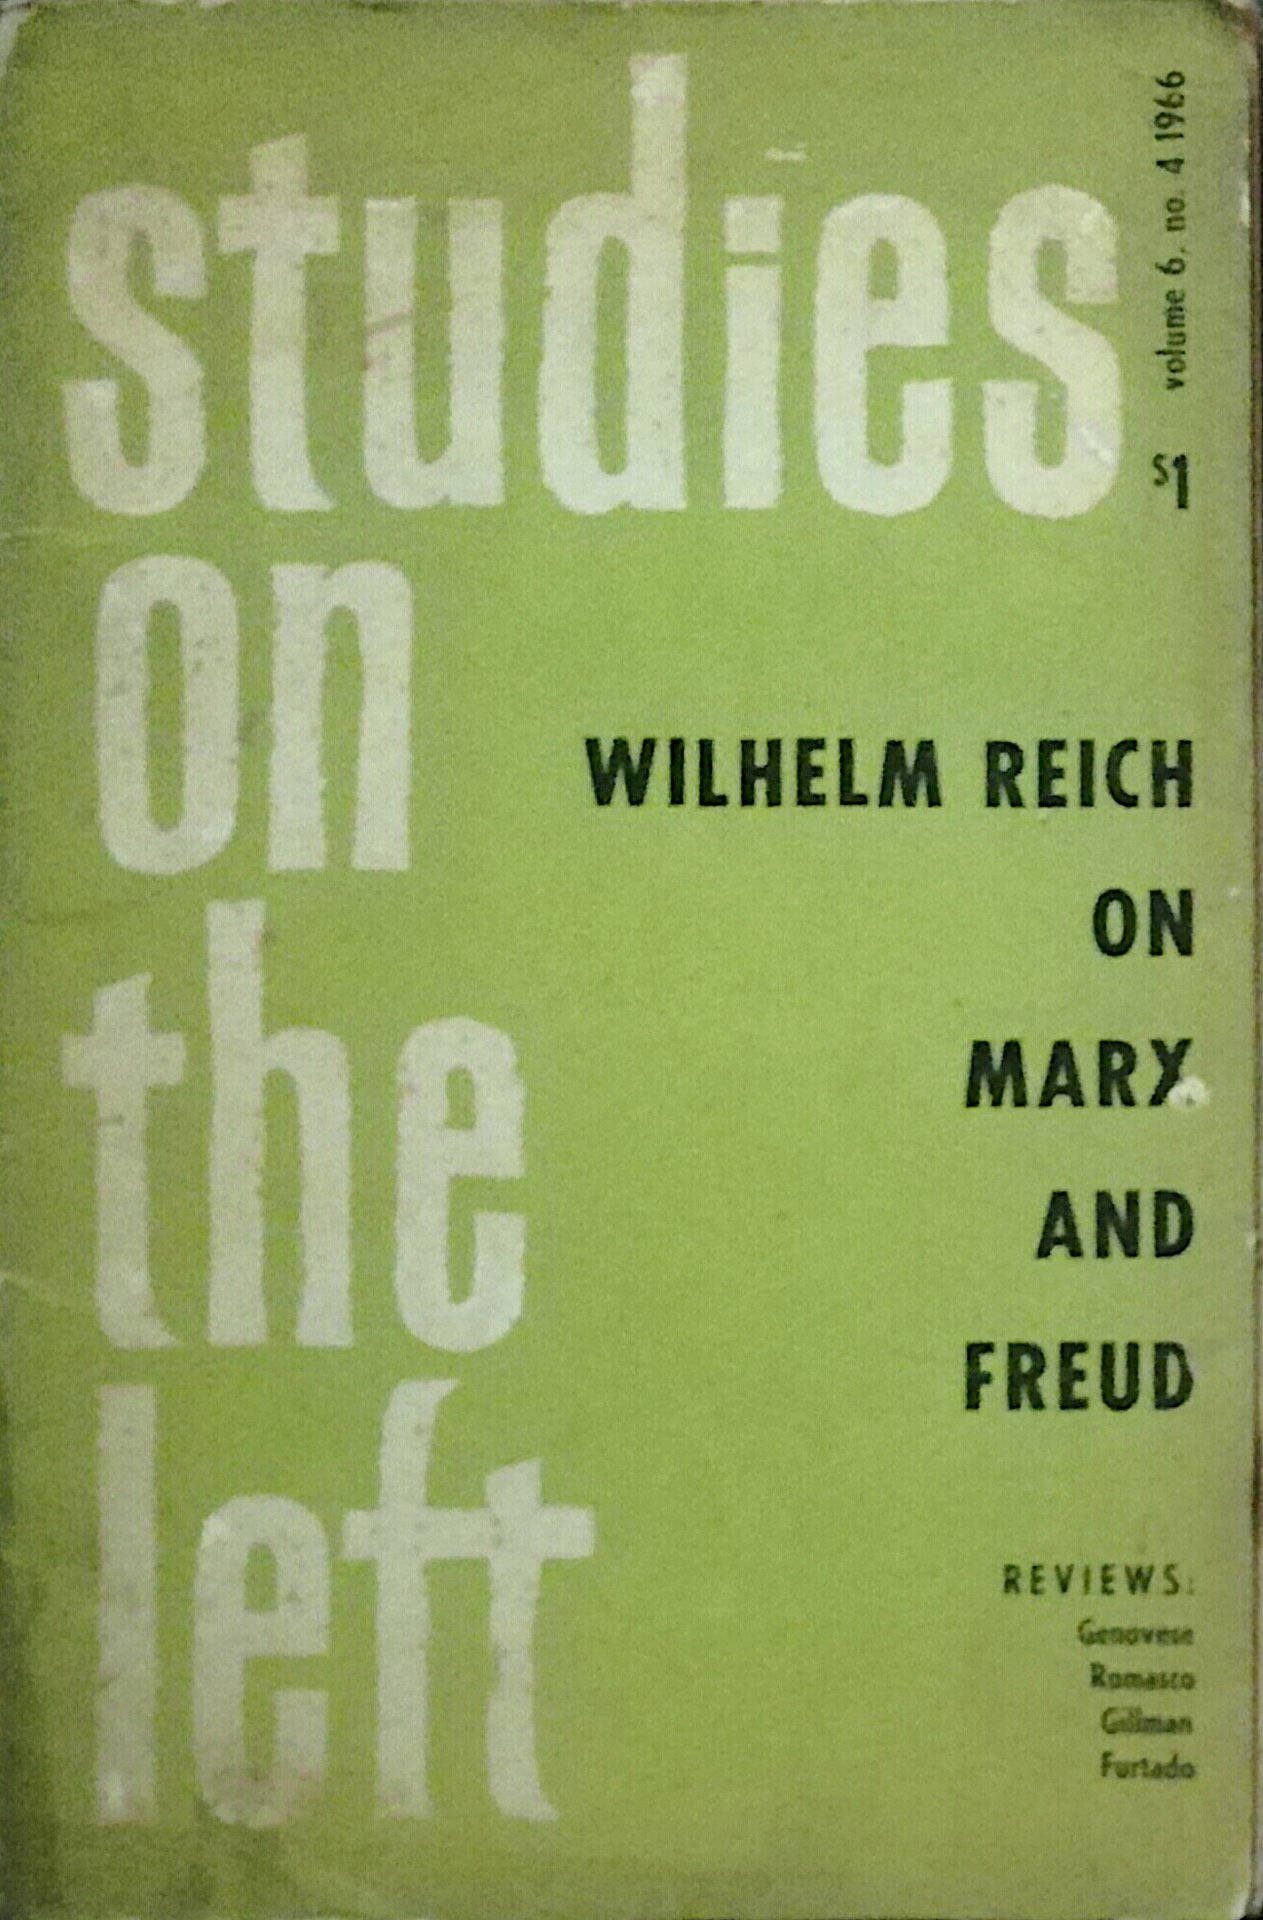 studies
on
the
left
volume 6, no. 4 1966
$1
WILHELM REICH
ON
MARX
AND
FREUD
REVIEWS:
Genovese
Romasco
Gillman
Furtado